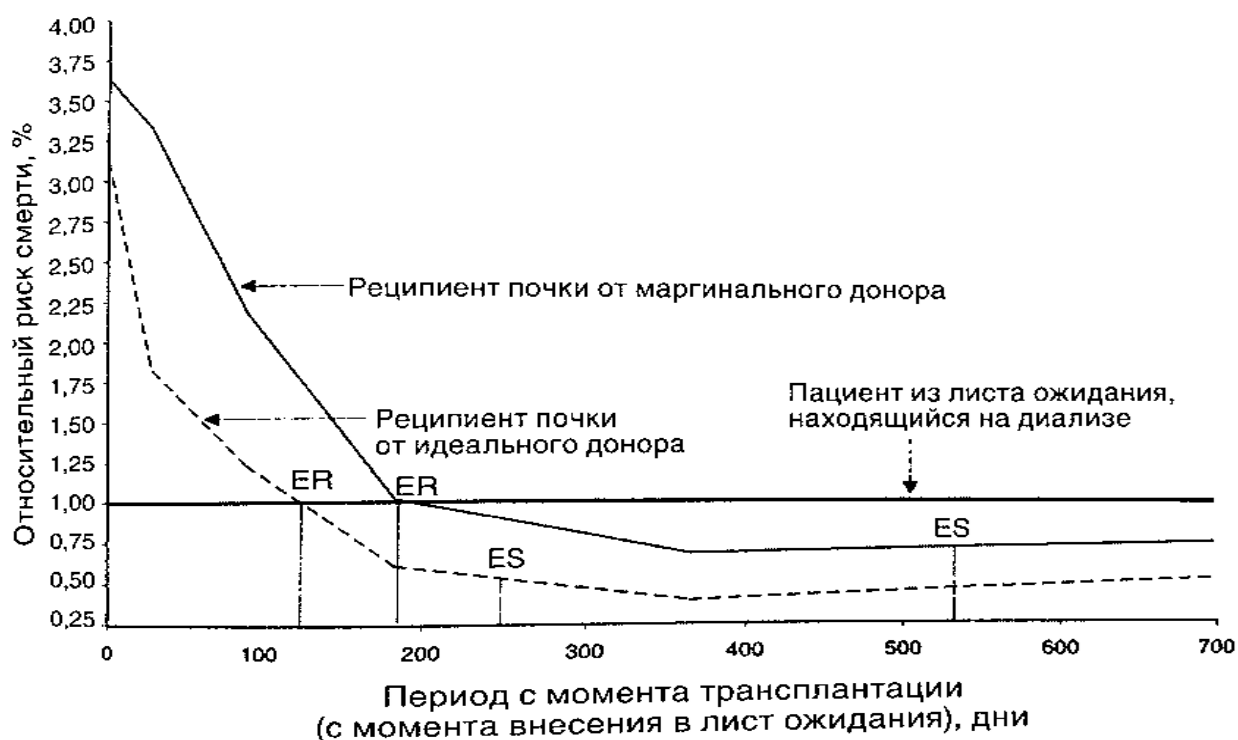 4,00
3,75
3,50
3,25
3,00
2,75
2,50
2,25
2,00
1,75
1,50
1,25
1,00
0,75
0,50
0,25
Относительный риск смерти, %
Реципиент почки от маргинального донора
Реципиент почки
от идеального донора
Пациент из листа ожидания,
находящийся на диализе
ER
ER
ES
ES
0 100 200 300 400 500 600 700
Период с момента трансплантации
(с момента внесения в лист ожидания), дни